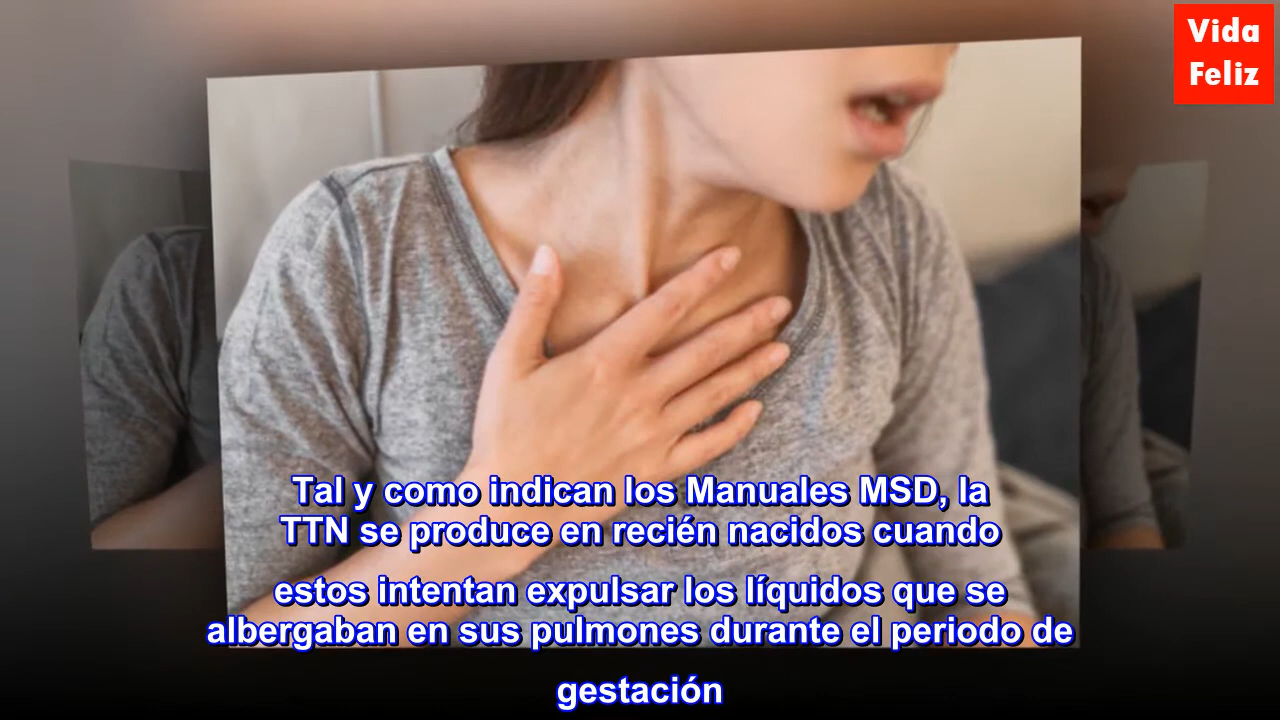 Vida
Feliz
Tal y como indican los Manuales MSD, la
TTN se produce en recién nacidos cuando
estos intentan expulsar los líquidos que se
albergaban en sus pulmones durante el periodo de
gestación